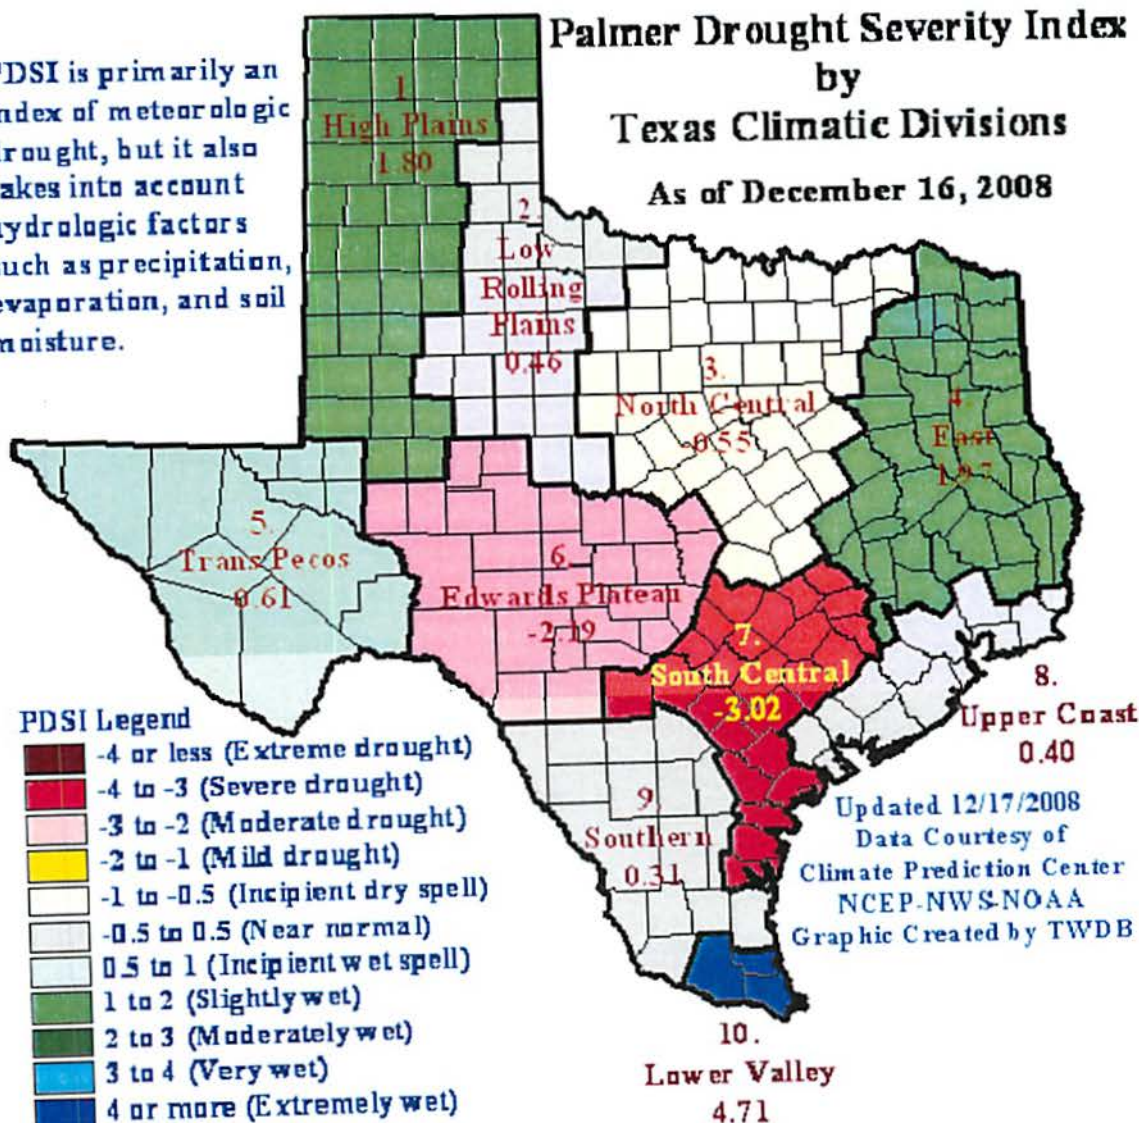 Palmer Drought Severity Index
by
Texas Climatic Divisions
As of December 16, 2008
PDSI is primarily an
index of meteorologic
drought, but it also
takes into account
hydrologic factors
such as precipitation,
evaporation, and soil
moisture.
1
High Plains
1.80
2.
Low
Rolling
Plains
0.46
3.
North Central
-0.55
4.
East
1.97
5.
Trans Pecos
0.61
6.
Edwards Plateau
-2.19
7.
South Central
-3.02
8.
Upper Coast
0.40
9.
Southern
0.31
10.
Lower Valley
4.71
PDSI Legend
-4 or less (Extreme drought)
-4 to -3 (Severe drought)
-3 to -2 (Moderate drought)
-2 to -1 (Mild drought)
-1 to -0.5 (Incipient dry spell)
-0.5 to 0.5 (Near normal)
0.5 to 1 (Incipient wet spell)
1 to 2 (Slightly wet)
2 to 3 (Moderately wet)
3 to 4 (Very wet)
4 or more (Extremely wet)
Updated 12/17/2008
Data Courtesy of
Climate Prediction Center
NCEP-NWS-NOAA
Graphic Created by TWDB